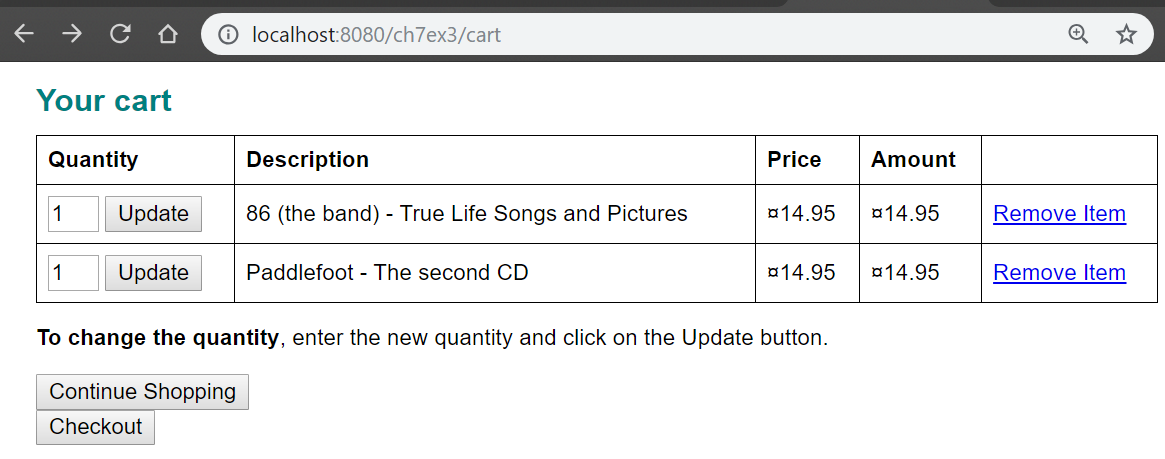 localhost:8080/ch7ex3/cart
Your cart
Quantity Description Price Amount
1 Update 86 (the band) - True Life Songs and Pictures ¤14.95 ¤14.95 Remove Item
1 Update Paddlefoot - The second CD ¤14.95 ¤14.95 Remove Item
To change the quantity, enter the new quantity and click on the Update button.
Continue Shopping
Checkout